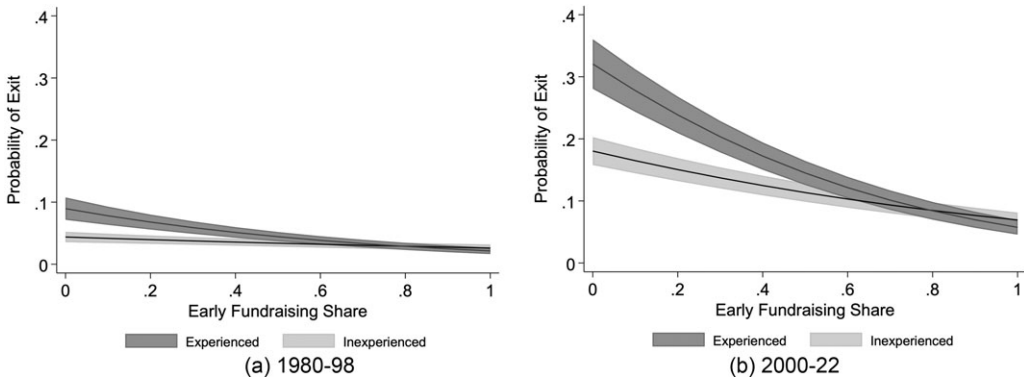 .4
.3
.2
.1
0
Probability of Exit
0 .2 .4 .6 .8 1
Early Fundraising Share
Experienced Inexperienced
(a) 1980-98
.4
.3
.2
.1
0
Probability of Exit
0 .2 .4 .6 .8 1
Early Fundraising Share
Experienced Inexperienced
(b) 2000-22